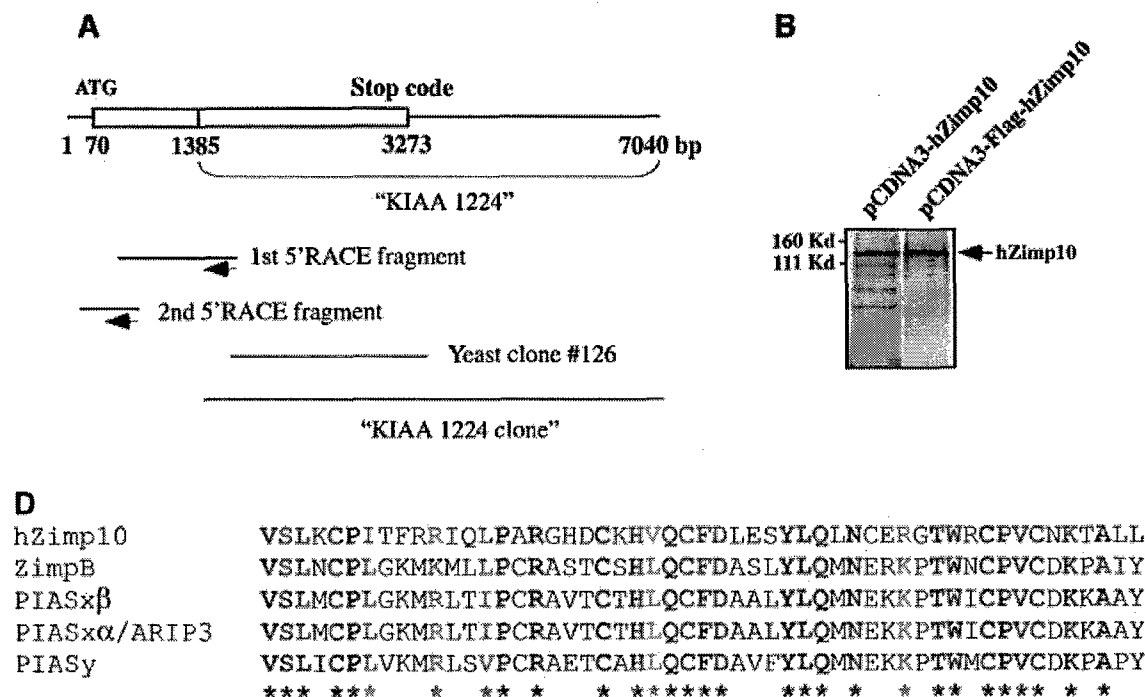 A
ATG
Stop code
1 70 1385 3273 7040 bp
“KIAA 1224”
1st 5'RACE fragment
2nd 5'RACE fragment
Yeast clone #126
“KIAA 1224 clone”
B
pCDNA3-hZimp10
pCDNA3-Flag-hZimp10
160 Kd
111 Kd
hZimp10
D
hZimp10 VSLKCPITFRRIQLPARGHDCKHVQCFDLESYLQLNCERGTWRCPVCNKTALL
ZimpB VSLNCPLGKMKMLLPCRASTCSHLQCFDASLYLQMNERKPTWNCPVCDKPAIY
PIASxβ VSLMCPLGKMRLTIPCRAVTCTHLQCFDAALYLQMNEKKPTWICPVCDKKAAY
PIASxα/ARIP3 VSLMCPLGKMRLTIPCRAVTCTHLQCFDAALYLQMNEKKPTWICPVCDKKAAY
PIASy VSLICPLVKMRLSVPCRAETCAHLQCFDAVFYLQMNEKKPTWMCPVCDKPAPY
*** *** * ** * * ******* *** * * ** *** * *